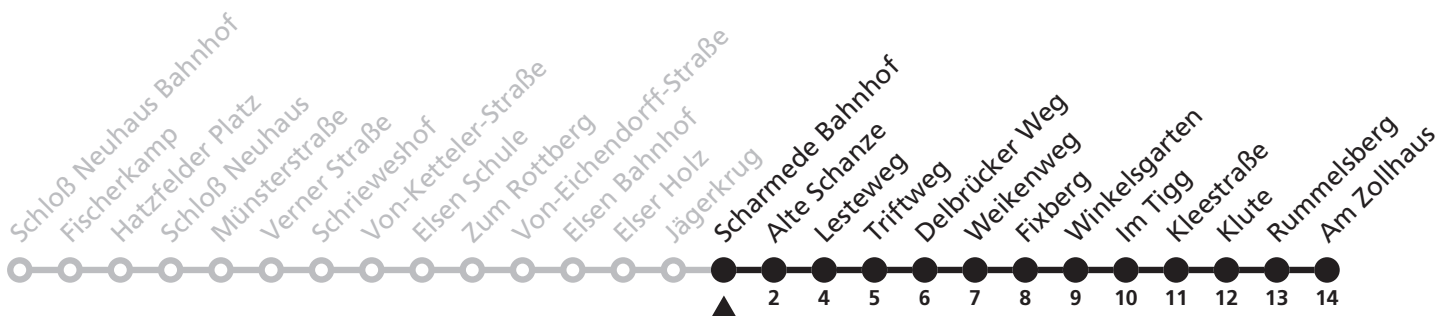 Schloß Neuhaus Bahnhof
Fischerkamp
Hatzfelder Platz
Schloß Neuhaus
Münsterstraße
Verner Straße
Schrieweshof
Von-Ketteler-Straße
Elsen Schule
Zum Rottberg
Von-Eichendorff-Straße
Elsen Bahnhof
Elser Holz
Jägerkrug
Scharmede Bahnhof
Alte Schanze
Lesteweg
Triftweg
Delbrücker Weg
Weikenweg
Fixberg
Winkelsgarten
Im Tigg
Kleestraße
Klute
Rummelsberg
Am Zollhaus
2 4 5 6 7 8 9 10 11 12 13 14